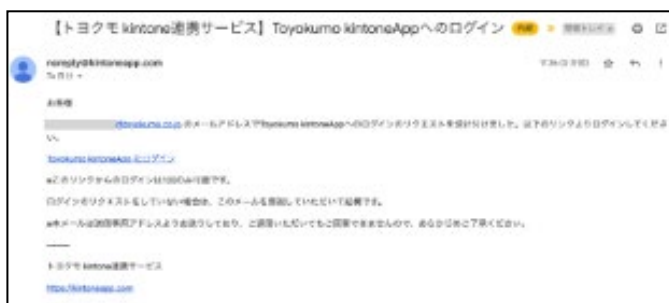 【トヨクモ kintone連携サービス】Toyokumo kintoneAppへのログイン
noreply@kintoneapp.com
To 自分
お客様
のメールアドレスでToyokumo kintoneAppへのログインのリクエストを受け付けました。以下のリンクよりログインしてください。
Toyokumo kintoneApp にログイン
※このリンクからのログインは1回のみ可能です。
ログインのリクエストをしていない場合は、このメールを無視していただいて結構です。
※本メールは送信専用アドレスよりお送りしており、ご返信いただいてもご回答できませんので、あらかじめご了承ください。
トヨクモ kintone連携サービス
https://kintoneapp.com